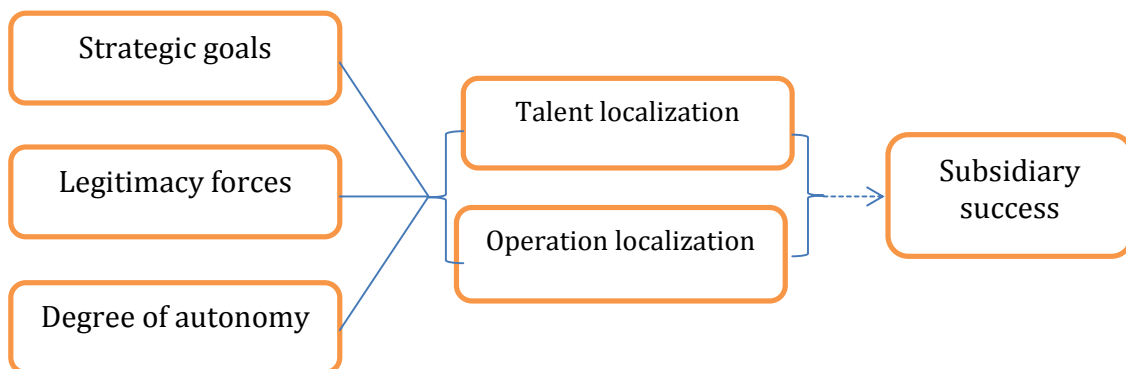 Strategic goals
Legitimacy forces
Degree of autonomy
Talent localization
Operation localization
Subsidiary
success